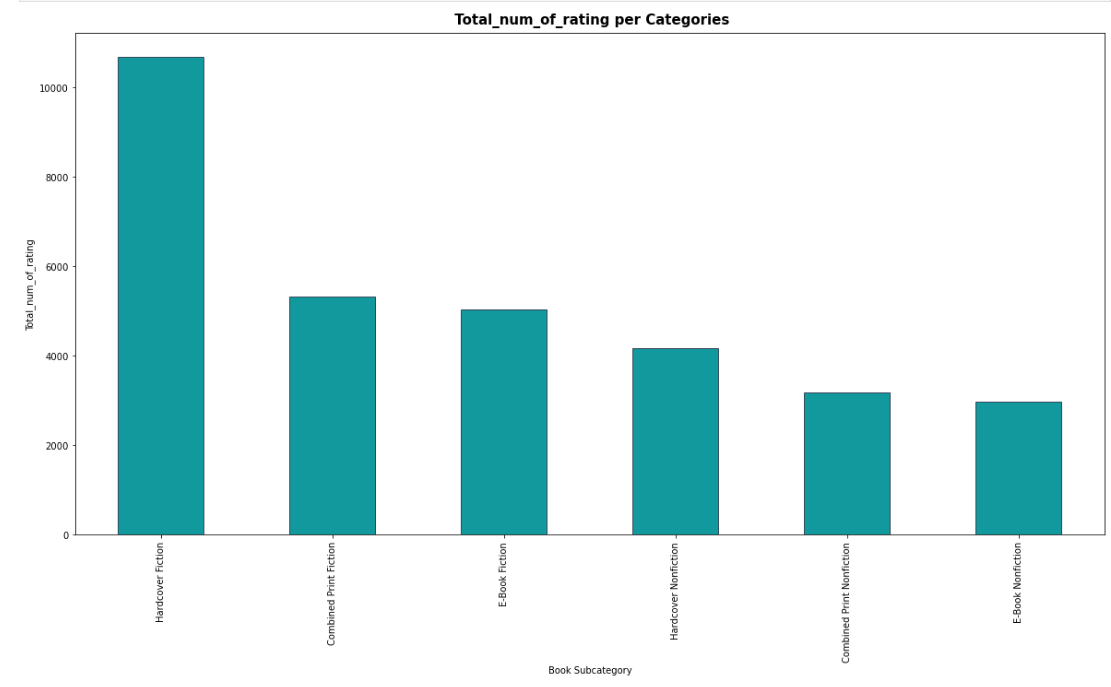 Total_num_of_rating per Categories
Total_num_of_rating
10000
8000
6000
4000
2000
0
Hardcover Fiction
Combined Print Fiction
E-Book Fiction
Hardcover Nonfiction
Combined Print Nonfiction
E-Book Nonfiction
Book Subcategory